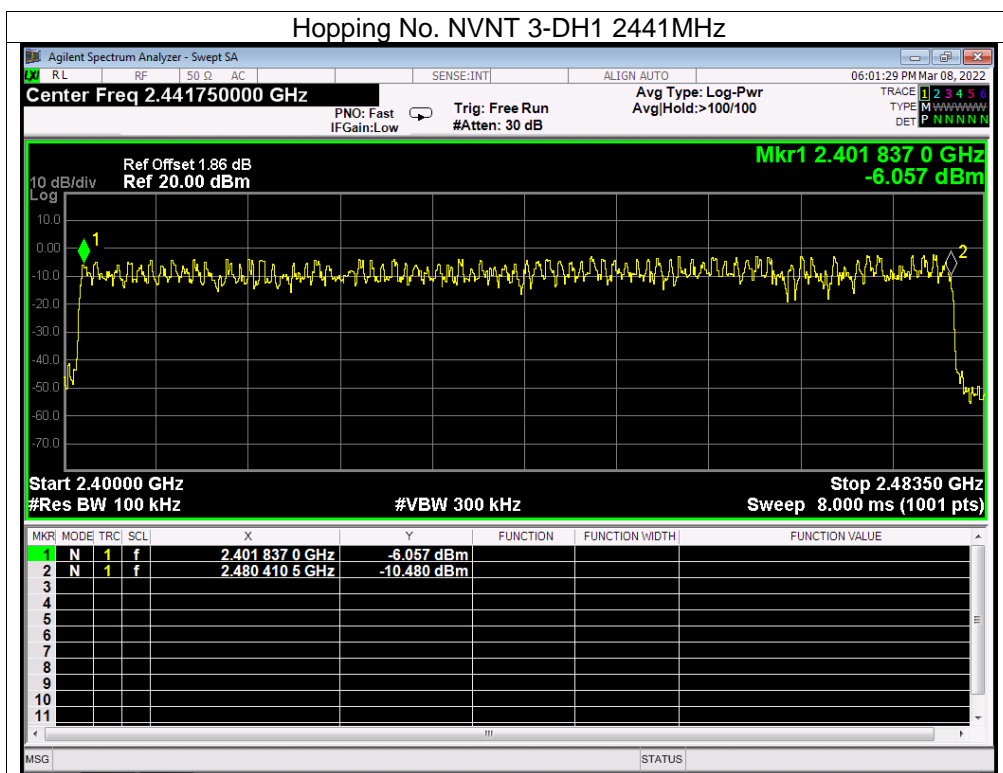 Hopping No. NVNT 3-DH1 2441MHz
Agilent Spectrum Analyzer - Swept SA
LXI RL RF 50 Ω AC SENSE:INT ALIGN AUTO 06:01:29 PM Mar 08, 2022
Center Freq 2.441750000 GHz Avg Type: Log-Pwr TRACE 1 2 3 4 5 6
PNO: Fast Trig: Free Run Avg|Hold:>100/100 TYPE M WWWWW
IFGain:Low #Atten: 30 dB DET P N N N N N
Mkr1 2.401 837 0 GHz
Ref Offset 1.86 dB
10 dB/div Ref 20.00 dBm -6.057 dBm
Log
10.0
1 2
0.00
-10.0
-20.0
-30.0
-40.0
-50.0
-60.0
-70.0
Start 2.40000 GHz Stop 2.48350 GHz
#Res BW 100 kHz #VBW 300 kHz Sweep 8.000 ms (1001 pts)
MKR MODE TRC SCL X Y FUNCTION FUNCTION WIDTH FUNCTION VALUE
1 N 1 f 2.401 837 0 GHz -6.057 dBm
2 N 1 f 2.480 410 5 GHz -10.480 dBm
3
4
5
6
7
8
9
10
11
MSG STATUS